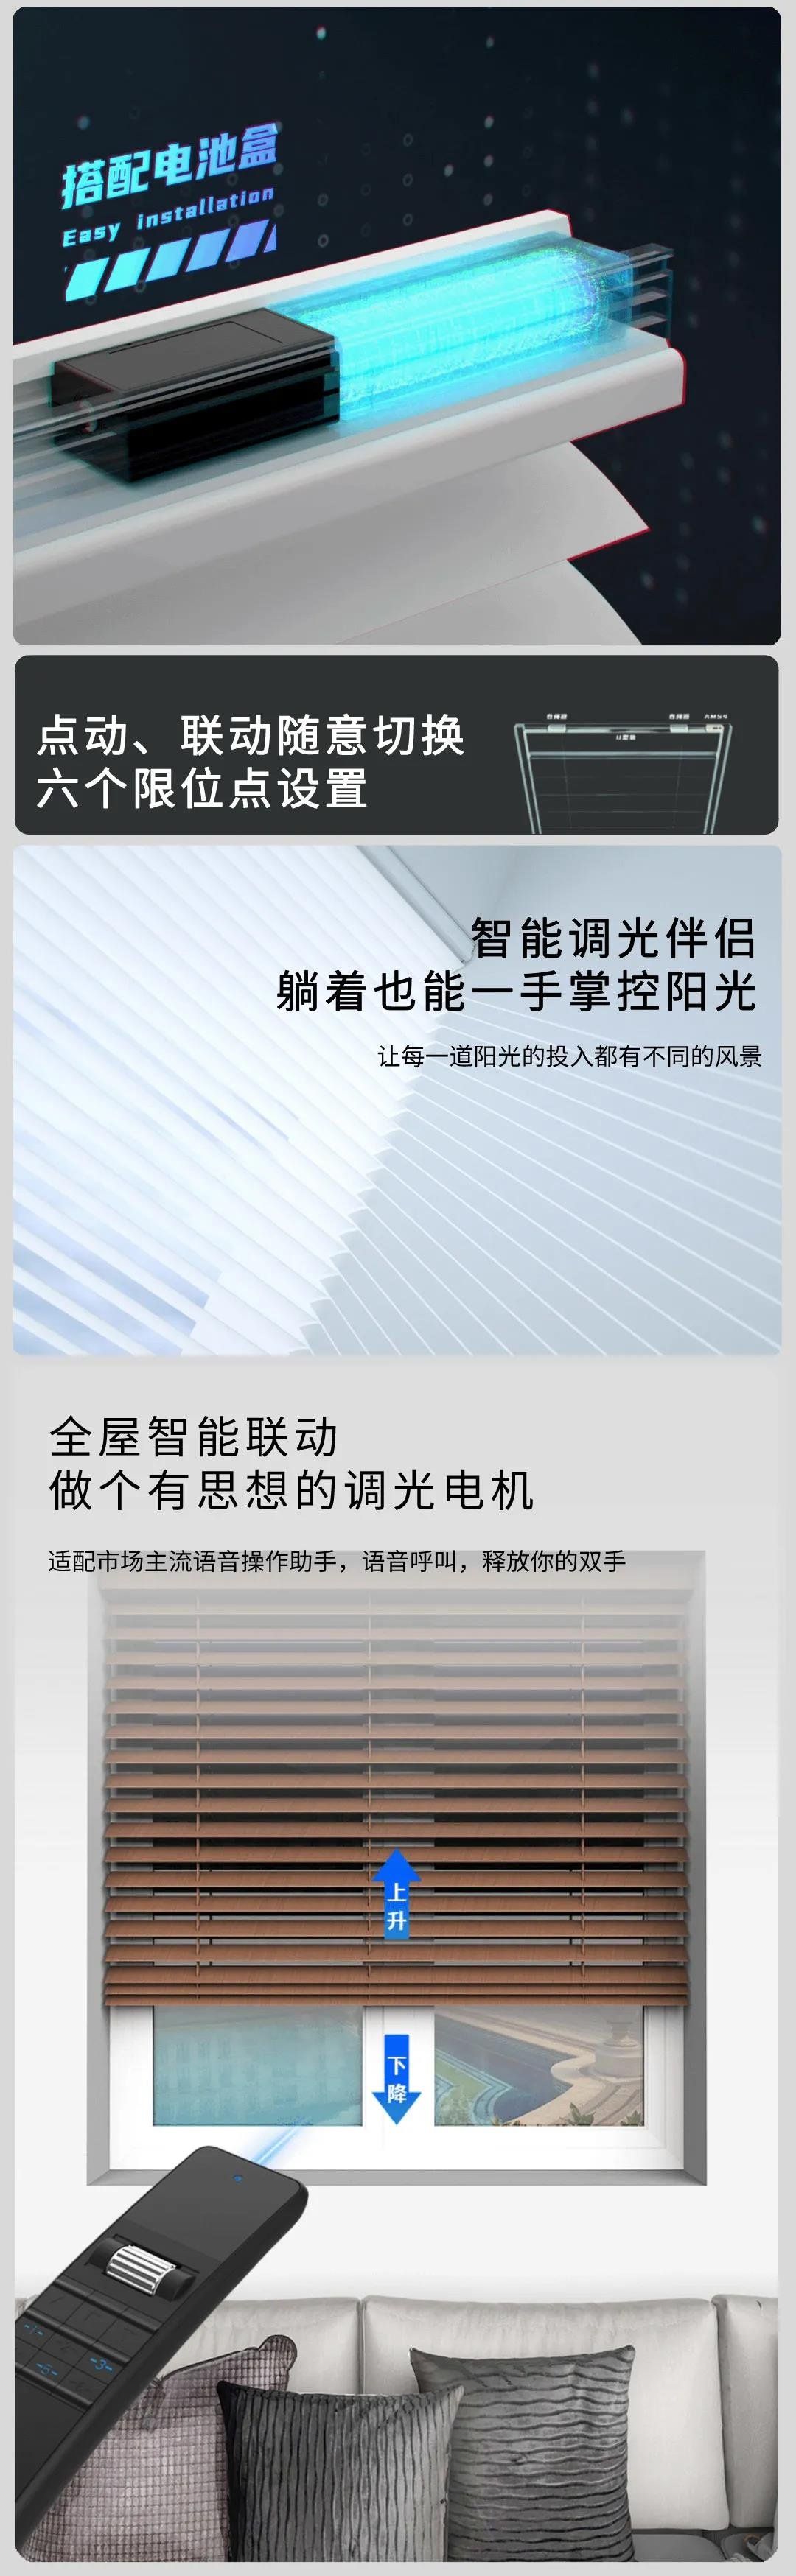 搭配电池盒
Easy installation
点动、联动随意切换
六个限位点设置
AM54
智能调光伴侣
躺着也能一手掌控阳光
让每一道阳光的投入都有不同的风景
全屋智能联动
做个有思想的调光电机
适配市场主流语音操作助手，语音呼叫，释放你的双手
上升
下降